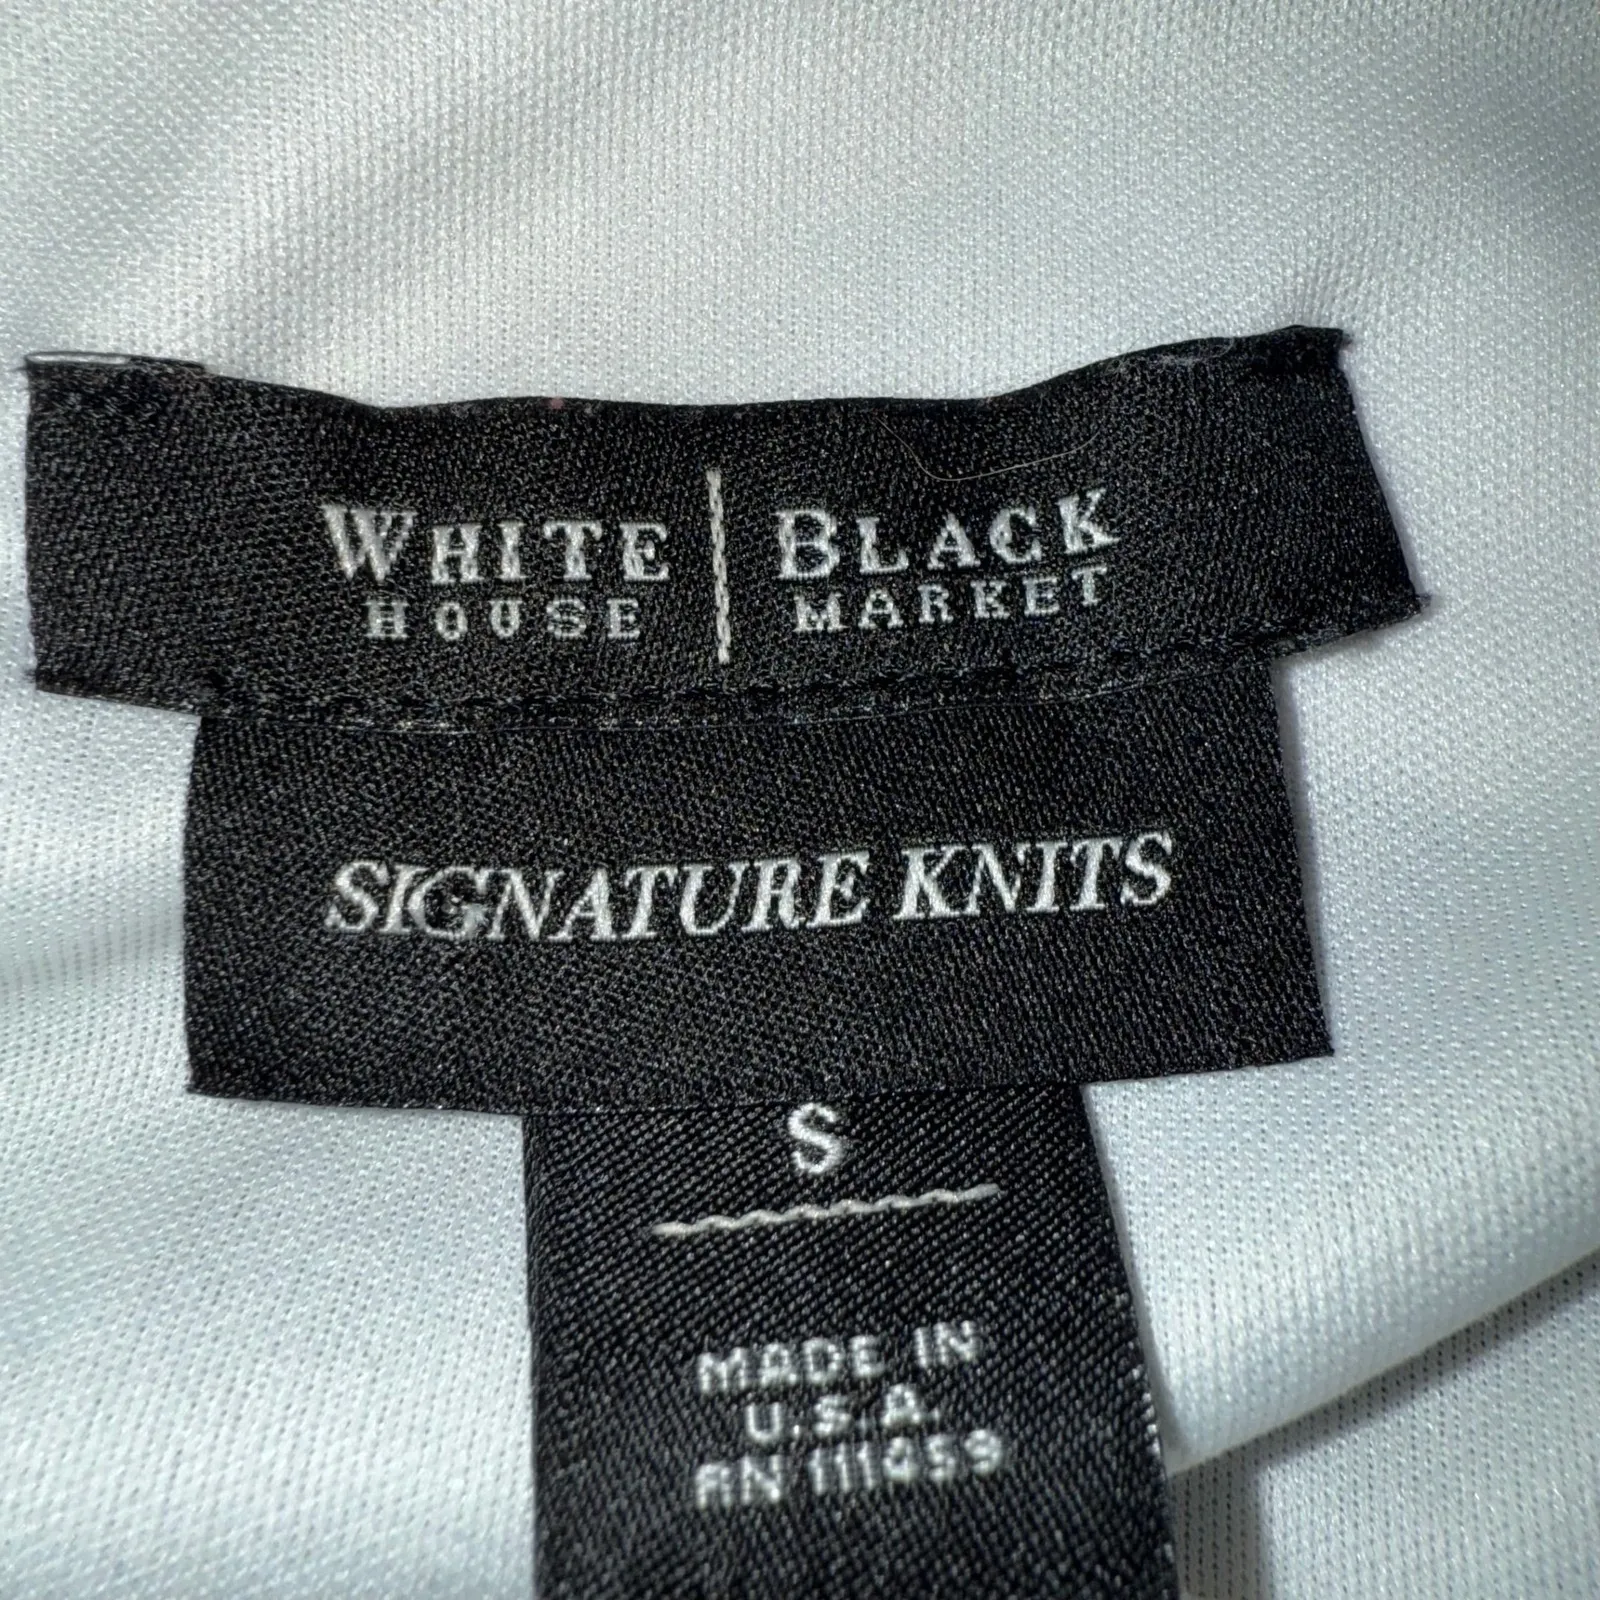 WHITE | BLACK
HOUSE | MARKET
SIGNATURE KNITS
S
MADE IN
U.S.A.
RN 111459